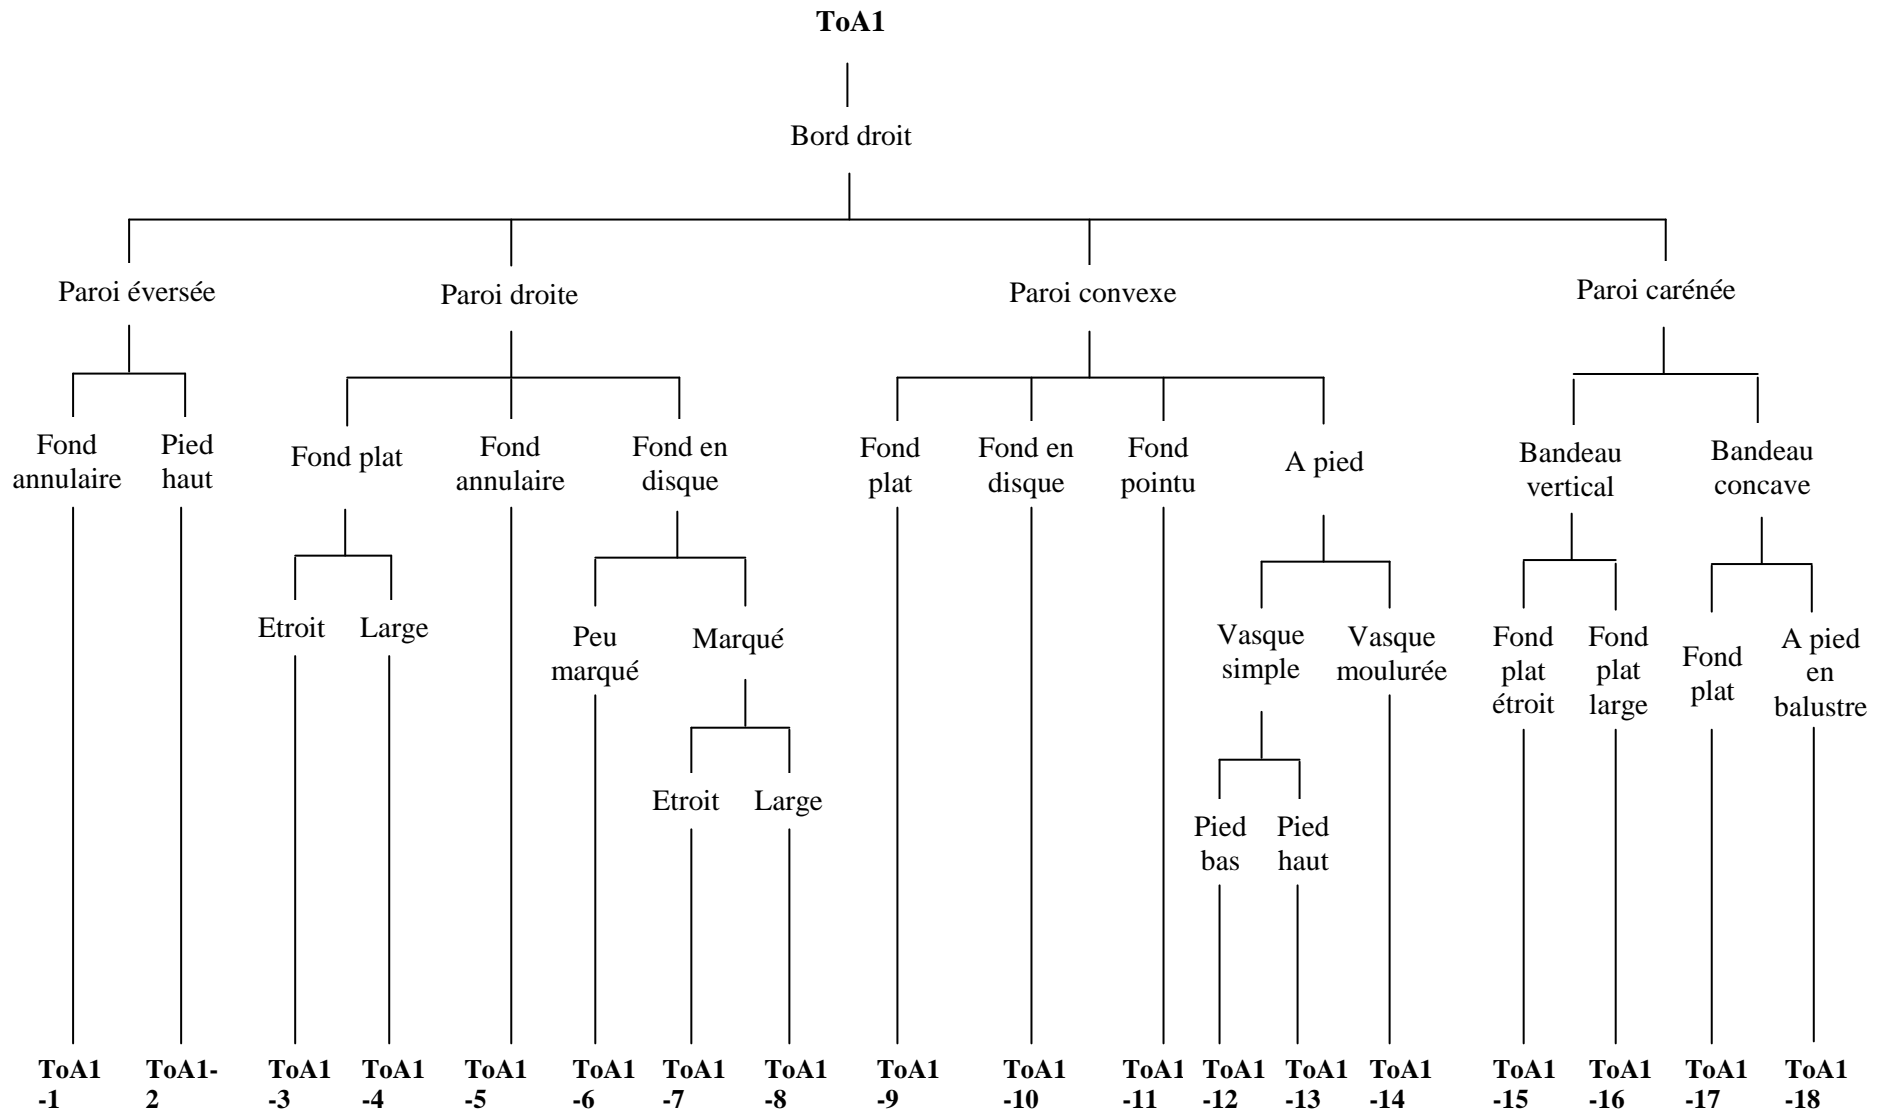 ToA1
Bord droit
Paroi éversée
Paroi droite
Paroi convexe
Paroi carénée
Fond
annulaire
Pied
haut
Fond plat
Fond
annulaire
Fond en
disque
Fond
plat
Fond en
disque
Fond
pointu
A pied
Bandeau
vertical
Bandeau
concave
Etroit
Large
Peu
marqué
Marqué
Vasque
simple
Vasque
moulurée
Fond
plat
étroit
Fond
plat
large
Fond
plat
A pied
en
balustre
Etroit
Large
Pied
bas
Pied
haut
ToA1
-1
ToA1-
2
ToA1
-3
ToA1
-4
ToA1
-5
ToA1
-6
ToA1
-7
ToA1
-8
ToA1
-9
ToA1
-10
ToA1
-11
ToA1
-12
ToA1
-13
ToA1
-14
ToA1
-15
ToA1
-16
ToA1
-17
ToA1
-18